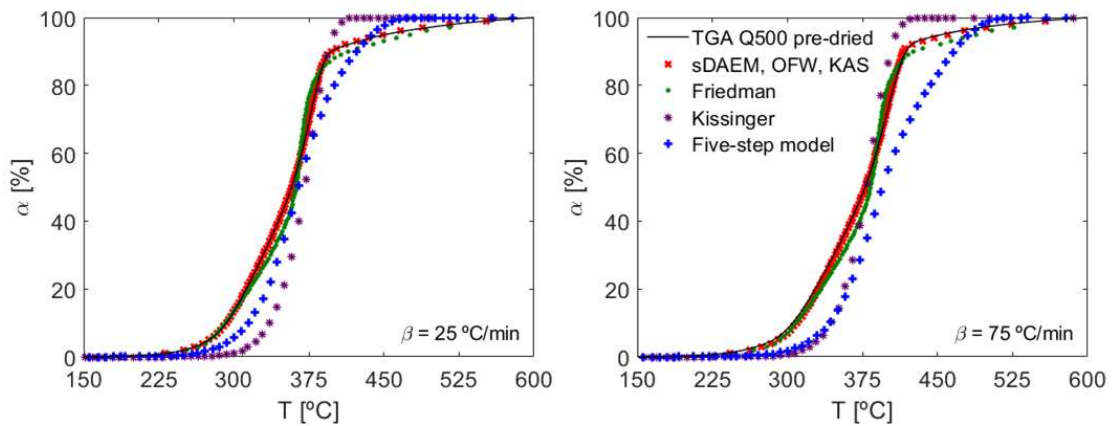 100
80
60
40
20
0
α [%]
150 225 300 375 450 525 600
T [ºC]
β = 25 ºC/min
100
80
60
40
20
0
α [%]
150 225 300 375 450 525 600
T [ºC]
TGA Q500 pre-dried
sDAEM, OFW, KAS
Friedman
Kissinger
Five-step model
β = 75 ºC/min